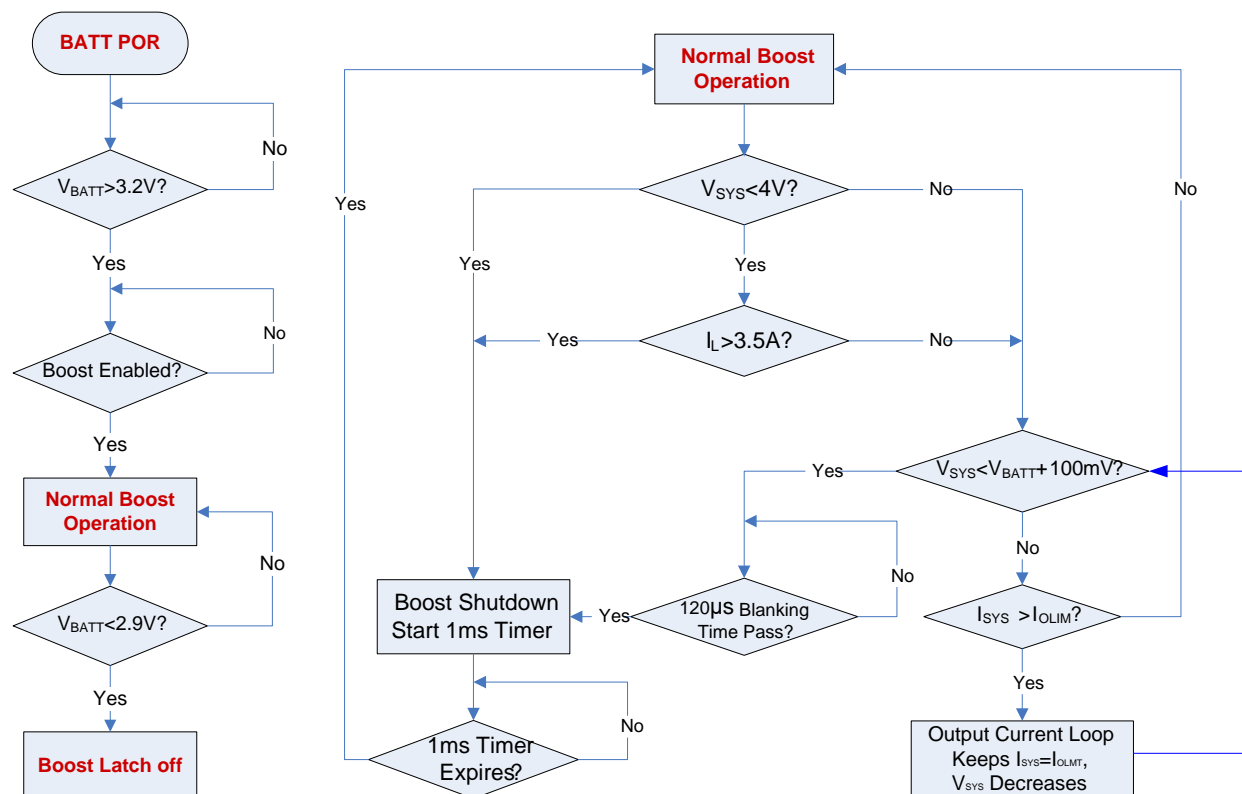 BATT POR
No
VBATT>3.2V?
Yes
No
Boost Enabled?
Yes
Normal Boost
Operation
No
VBATT<2.9V?
Yes
Boost Latch off
Normal Boost
Operation
Yes
No
VSYS<4V?
No
Yes
Yes
IL>3.5A?
Yes
No
VSYS<VBATT+100mV?
Yes
No
No
120µs Blanking
Time Pass?
Yes
Boost Shutdown
Start 1ms Timer
ISYS >IOLIM?
Yes
No
1ms Timer
Expires?
Output Current Loop
Keeps ISYS=IOLMT,
VSYS Decreases